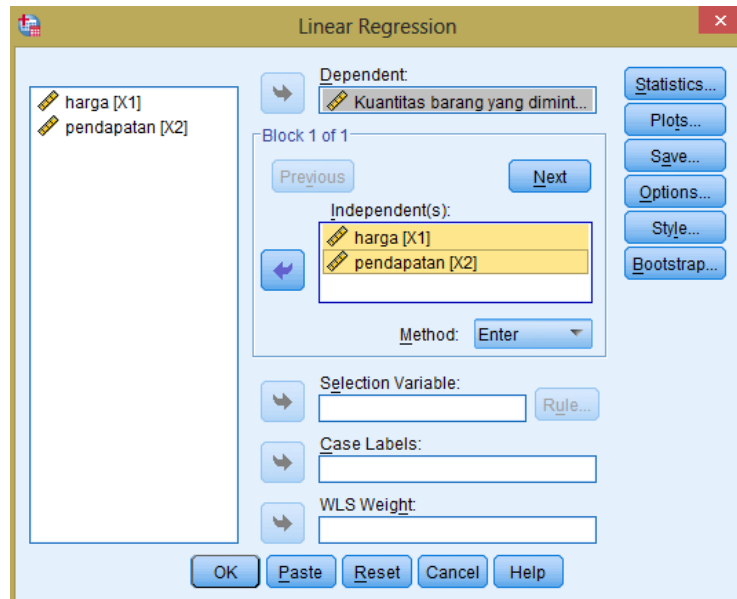 Linear Regression
harga [X1]
pendapatan [X2]
Dependent:
Kuantitas barang yang dimint...
Block 1 of 1
Previous
Next
Independent(s):
harga [X1]
pendapatan [X2]
Method:
Enter
Selection Variable:
Rule...
Case Labels:
WLS Weight:
Statistics...
Plots...
Save...
Options...
Style...
Bootstrap...
OK
Paste
Reset
Cancel
Help